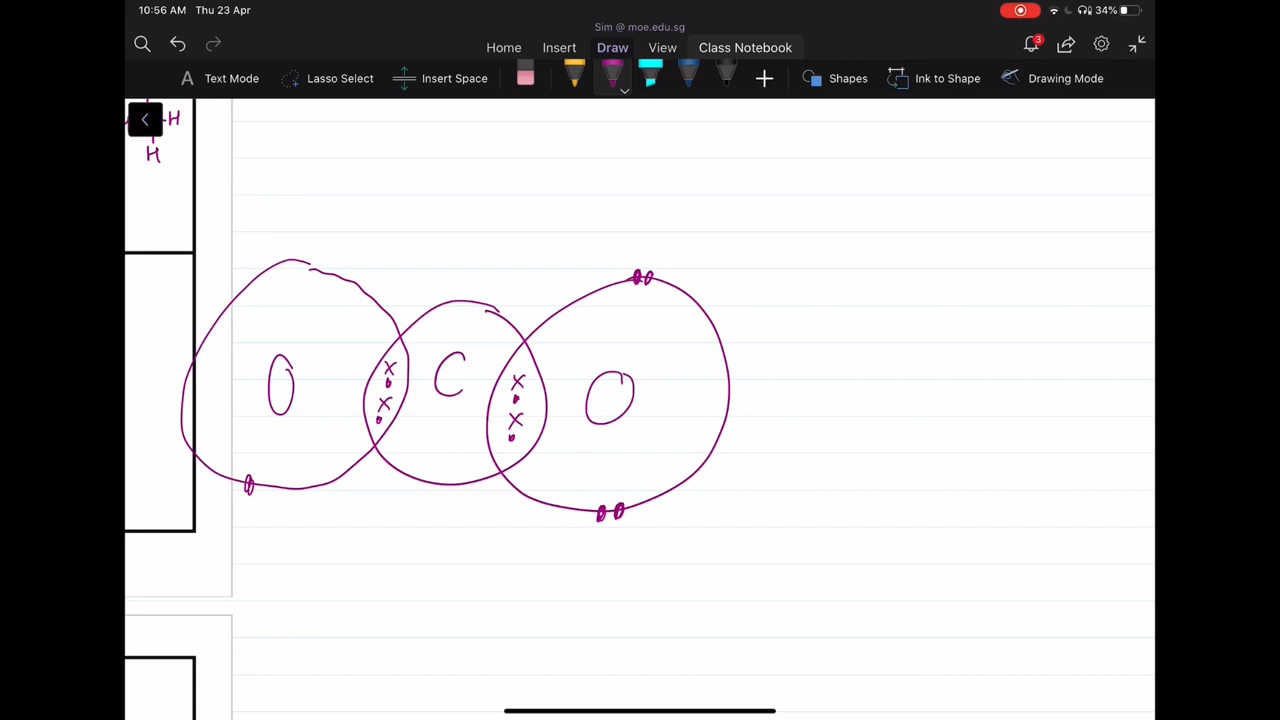 10:56 AM Thu 23 Apr
34%
Sim @ moe.edu.sg
Home Insert Draw View Class Notebook
3
A Text Mode Lasso Select Insert Space Shapes Ink to Shape Drawing Mode
H
H
O C O
x x
x x